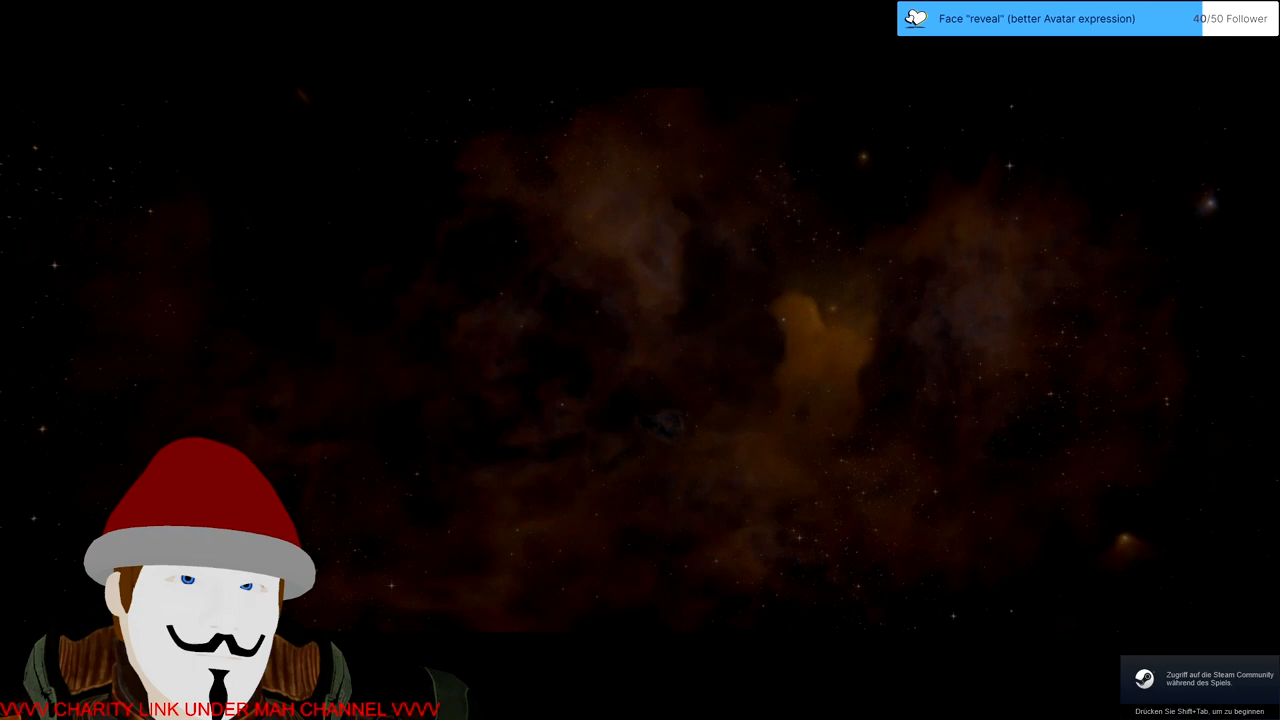 Face "reveal" (better Avatar expression) 40/50 Follower
Zugriff auf die Steam Community
während des Spiels.
Drücken Sie Shift+Tab, um zu beginnen
VVVV CHARITY LINK UNDER MAH CHANNEL VVVV